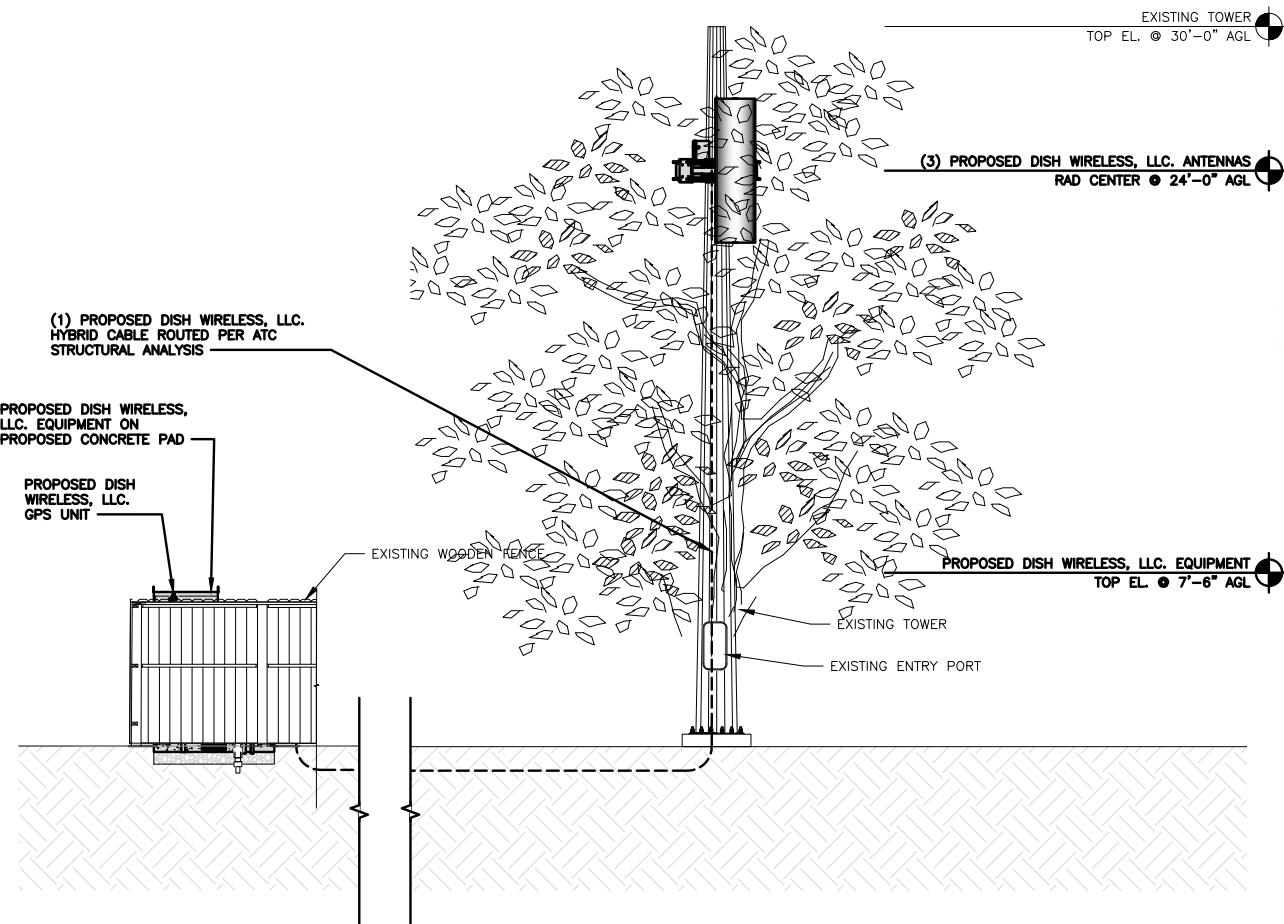 EXISTING TOWER
TOP EL. @ 30'-0" AGL
(3) PROPOSED DISH WIRELESS, LLC. ANTENNAS
RAD CENTER @ 24'-0" AGL
(1) PROPOSED DISH WIRELESS, LLC.
HYBRID CABLE ROUTED PER ATC
STRUCTURAL ANALYSIS
PROPOSED DISH WIRELESS,
LLC. EQUIPMENT ON
PROPOSED CONCRETE PAD
PROPOSED DISH
WIRELESS, LLC.
GPS UNIT
EXISTING WOODEN FENCE
PROPOSED DISH WIRELESS, LLC. EQUIPMENT
TOP EL. @ 7'-6" AGL
EXISTING TOWER
EXISTING ENTRY PORT